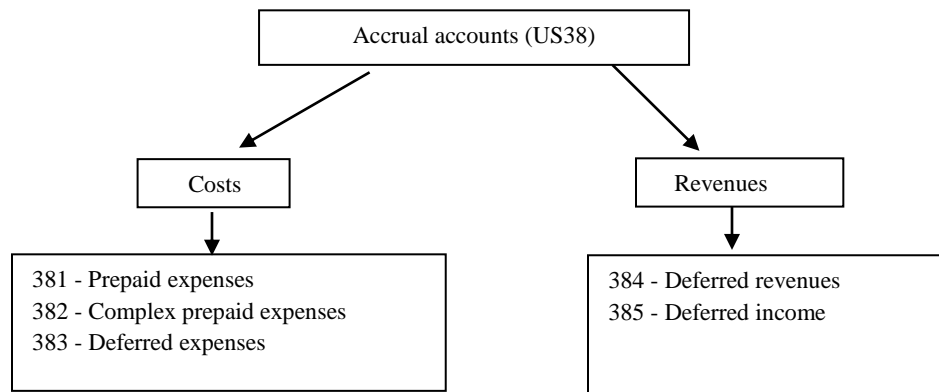 Accrual accounts (US38)
Costs
Revenues
381 - Prepaid expenses
382 - Complex prepaid expenses
383 - Deferred expenses
384 - Deferred revenues
385 - Deferred income